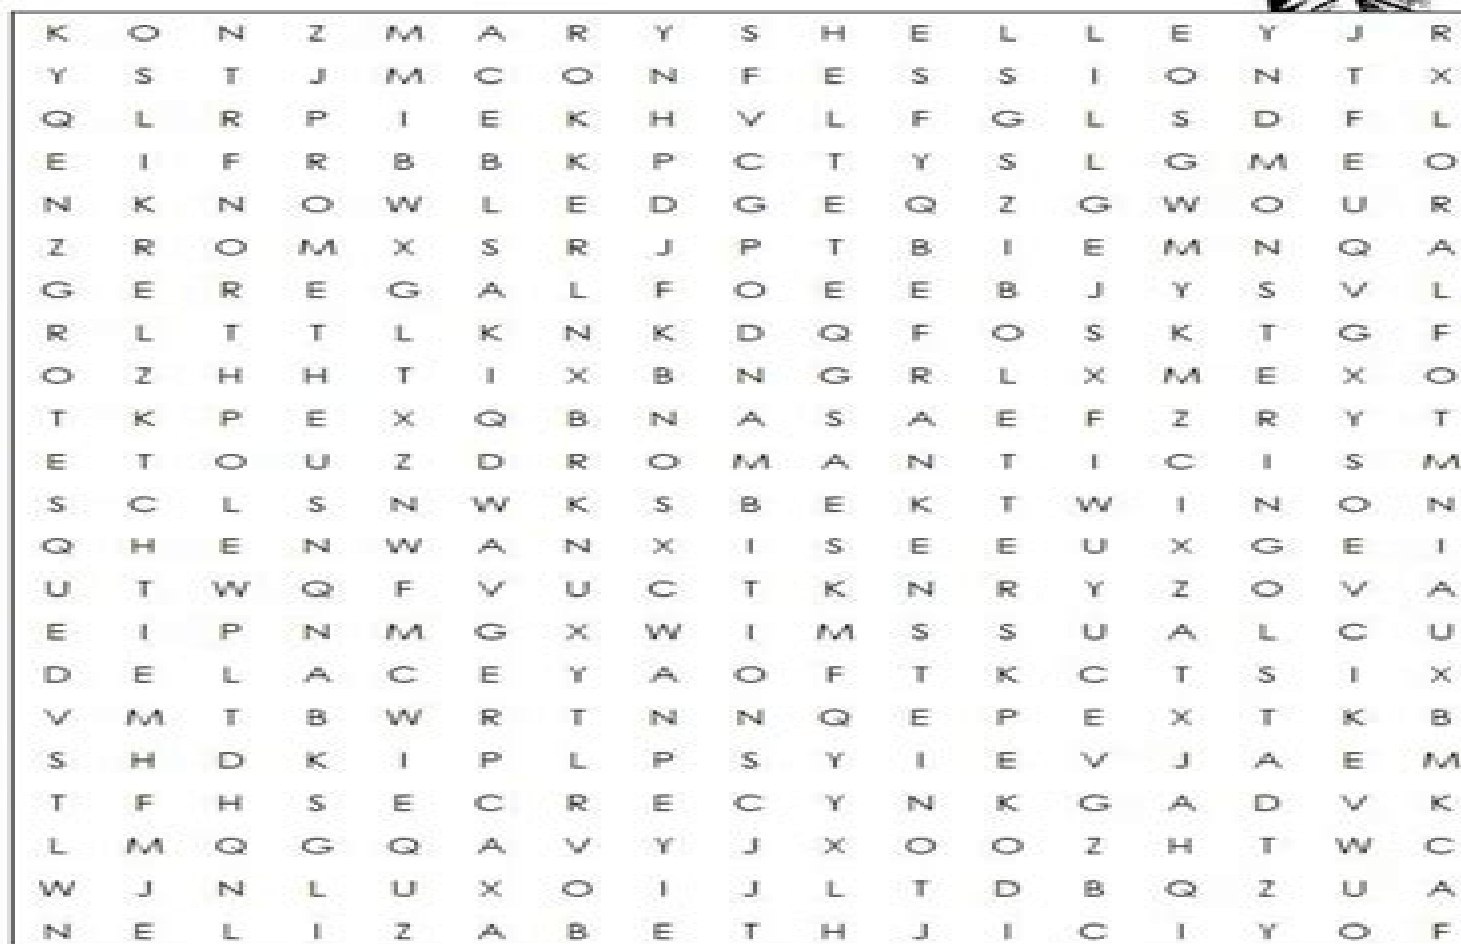 K O N Z M A R Y S H E L L E Y J R
Y S T J M C O N F E S S I O N T X
Q L R P I E K H V L F G L S D F L
E I F R B B K P C T Y S L G M E O
N K N O W L E D G E Q Z G W O U R
Z R O M X S R J P T B I E M N Q A
G E R E G A L F O E E B J Y S V L
R L T T L K N K D Q F O S K T G F
O Z H H T I X B N G R L X M E X O
T K P E X Q B N A S A E F Z R Y T
E T O U Z D R O M A N T I C I S M
S C L S N W K S B E K T W I N O N
Q H E N W A N X I S E E U X G E I
U T W Q F V U C T K N R Y Z O V A
E I P N M G X W I M S S U A L C U
D E L A C E Y A O F T K C T S I X
V M T B W R T N N Q E P E X T K B
S H D K I P L P S Y I E V J A E M
T F H S E C R E C Y N K G A D V K
L M Q G Q A V Y J X O O Z H T W C
W J N L U X O I J L T D B Q Z U A
N E L I Z A B E T H J I C I Y O F